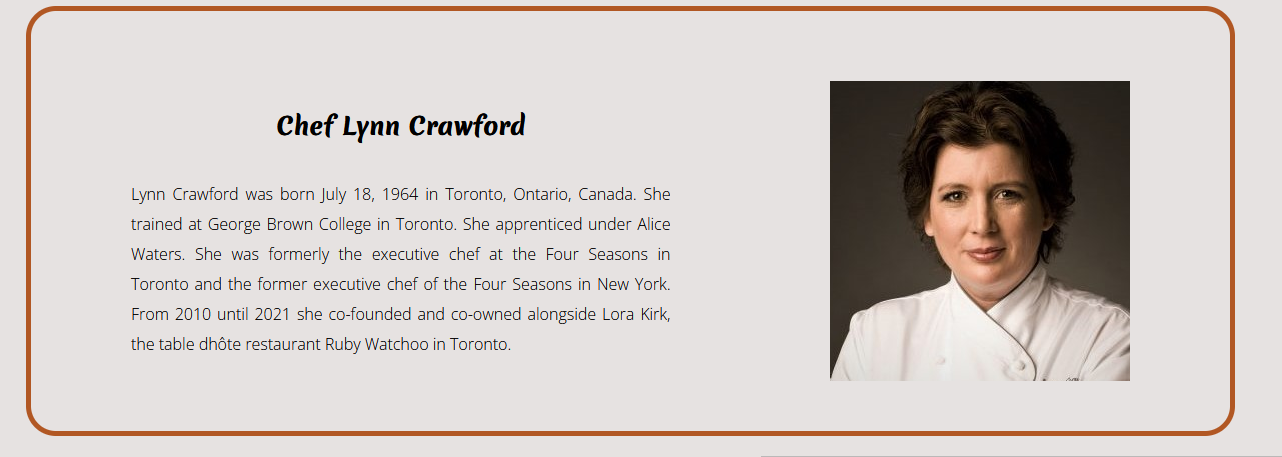 Chef Lynn Crawford
Lynn Crawford was born July 18, 1964 in Toronto, Ontario, Canada. She
trained at George Brown College in Toronto. She apprenticed under Alice
Waters. She was formerly the executive chef at the Four Seasons in
Toronto and the former executive chef of the Four Seasons in New York.
From 2010 until 2021 she co-founded and co-owned alongside Lora Kirk,
the table dhôte restaurant Ruby Watchoo in Toronto.